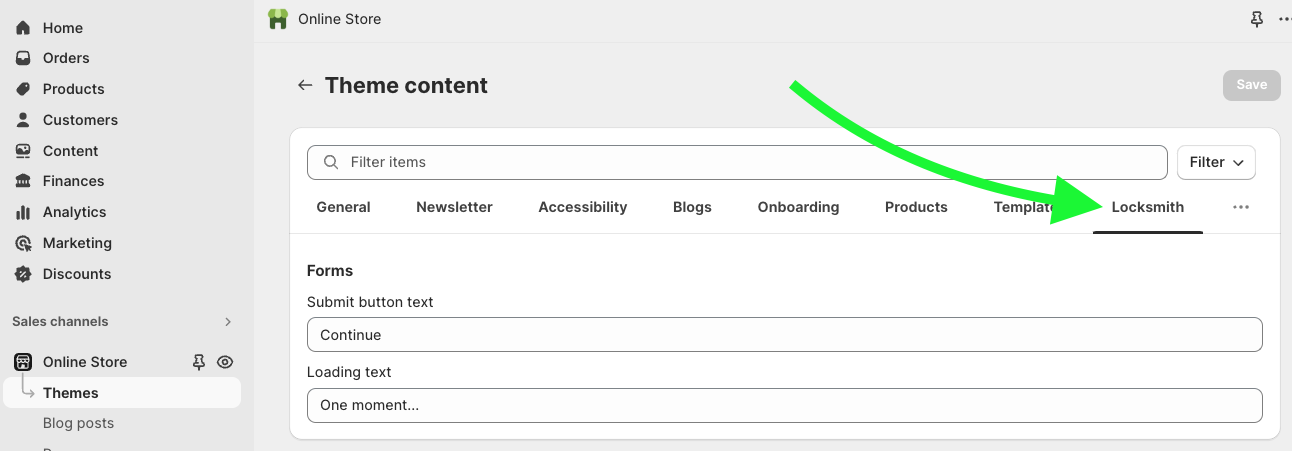 Home
Orders
Products
Customers
Content
Finances
Analytics
Marketing
Discounts
Sales channels
Online Store
Themes
Blog posts
Online Store
Theme content
Save
Filter items
Filter
General Newsletter Accessibility Blogs Onboarding Products Locksmith
Forms
Submit button text
Continue
Loading text
One moment...